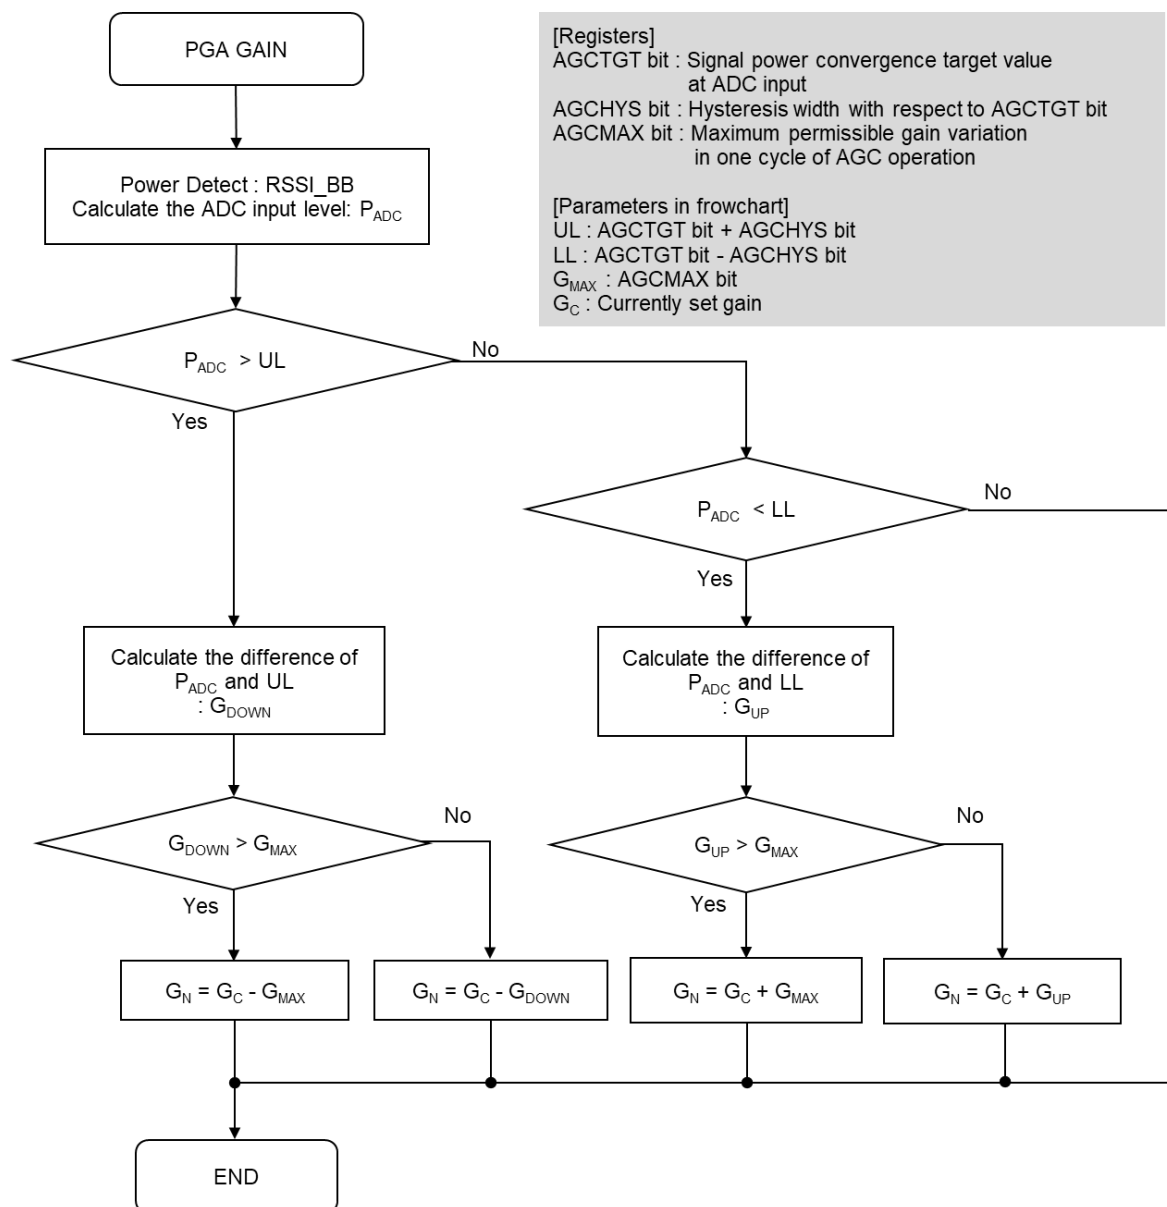 PGA GAIN
[Registers]
AGCTGT bit : Signal power convergence target value
at ADC input
AGCHYS bit : Hysteresis width with respect to AGCTGT bit
AGCMAX bit : Maximum permissible gain variation
in one cycle of AGC operation
[Parameters in frowchart]
UL : AGCTGT bit + AGCHYS bit
LL : AGCTGT bit - AGCHYS bit
GMAX : AGCMAX bit
GC : Currently set gain
Power Detect : RSSI_BB
Calculate the ADC input level: PADC
PADC > UL
No
Yes
PADC < LL
No
Yes
Calculate the difference of
PADC and UL
: GDOWN
Calculate the difference of
PADC and LL
: GUP
GDOWN > GMAX
No
Yes
GUP > GMAX
No
Yes
GN = GC - GMAX
GN = GC - GDOWN
GN = GC + GMAX
GN = GC + GUP
END